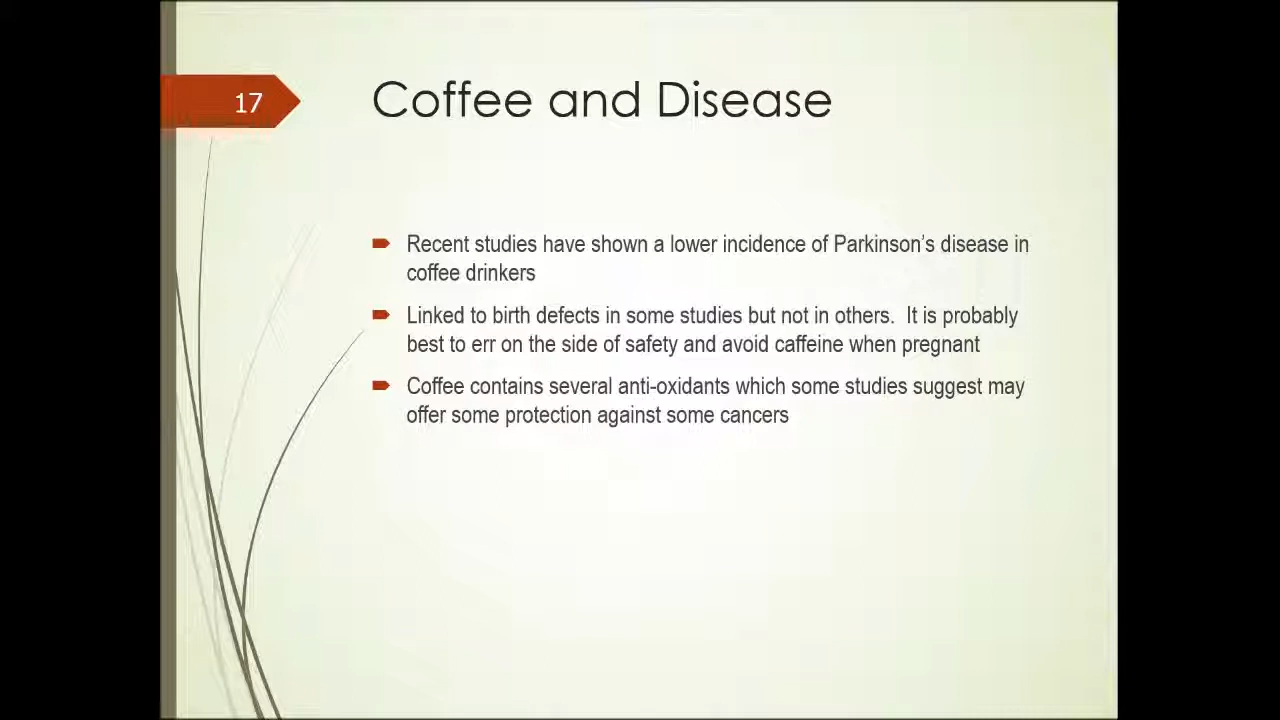 17
Coffee and Disease
Recent studies have shown a lower incidence of Parkinson's disease in
coffee drinkers
Linked to birth defects in some studies but not in others.  It is probably
best to err on the side of safety and avoid caffeine when pregnant
Coffee contains several anti-oxidants which some studies suggest may
offer some protection against some cancers